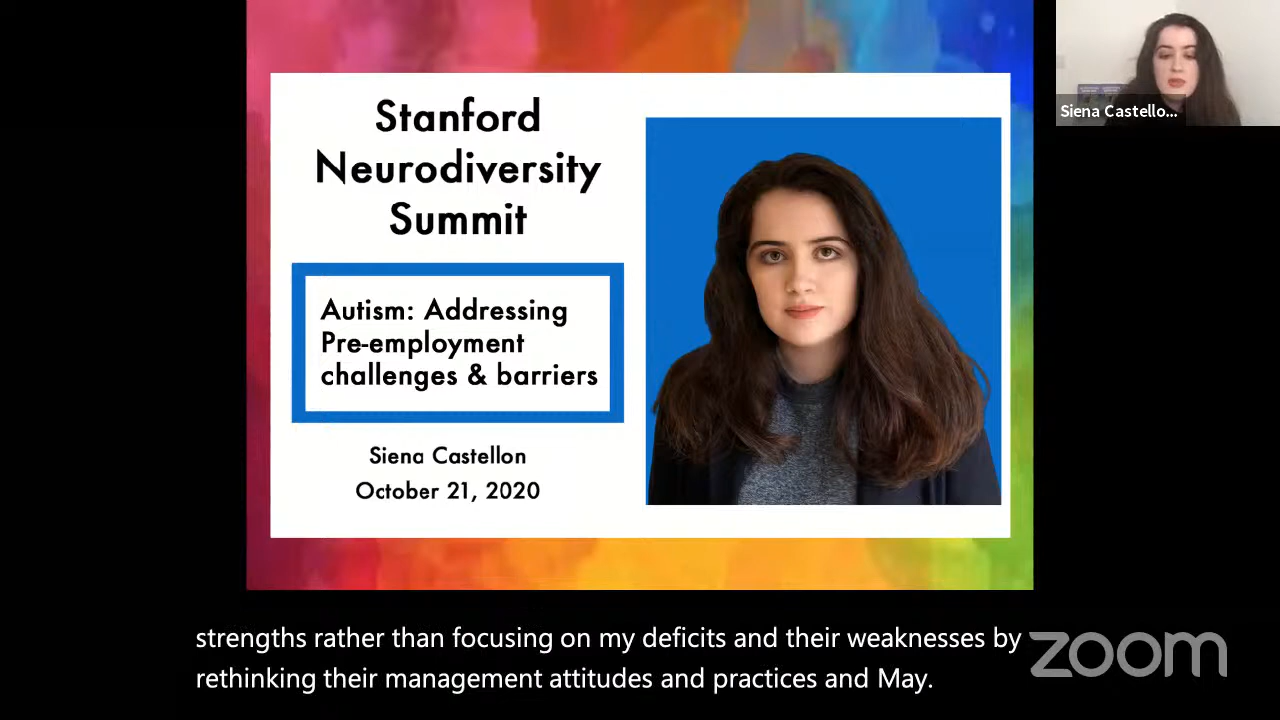 Stanford
Neurodiversity
Summit
Autism: Addressing
Pre-employment
challenges & barriers
Siena Castellon
October 21, 2020
Siena Castello...
strengths rather than focusing on my deficits and their weaknesses by
rethinking their management attitudes and practices and May.
zoom